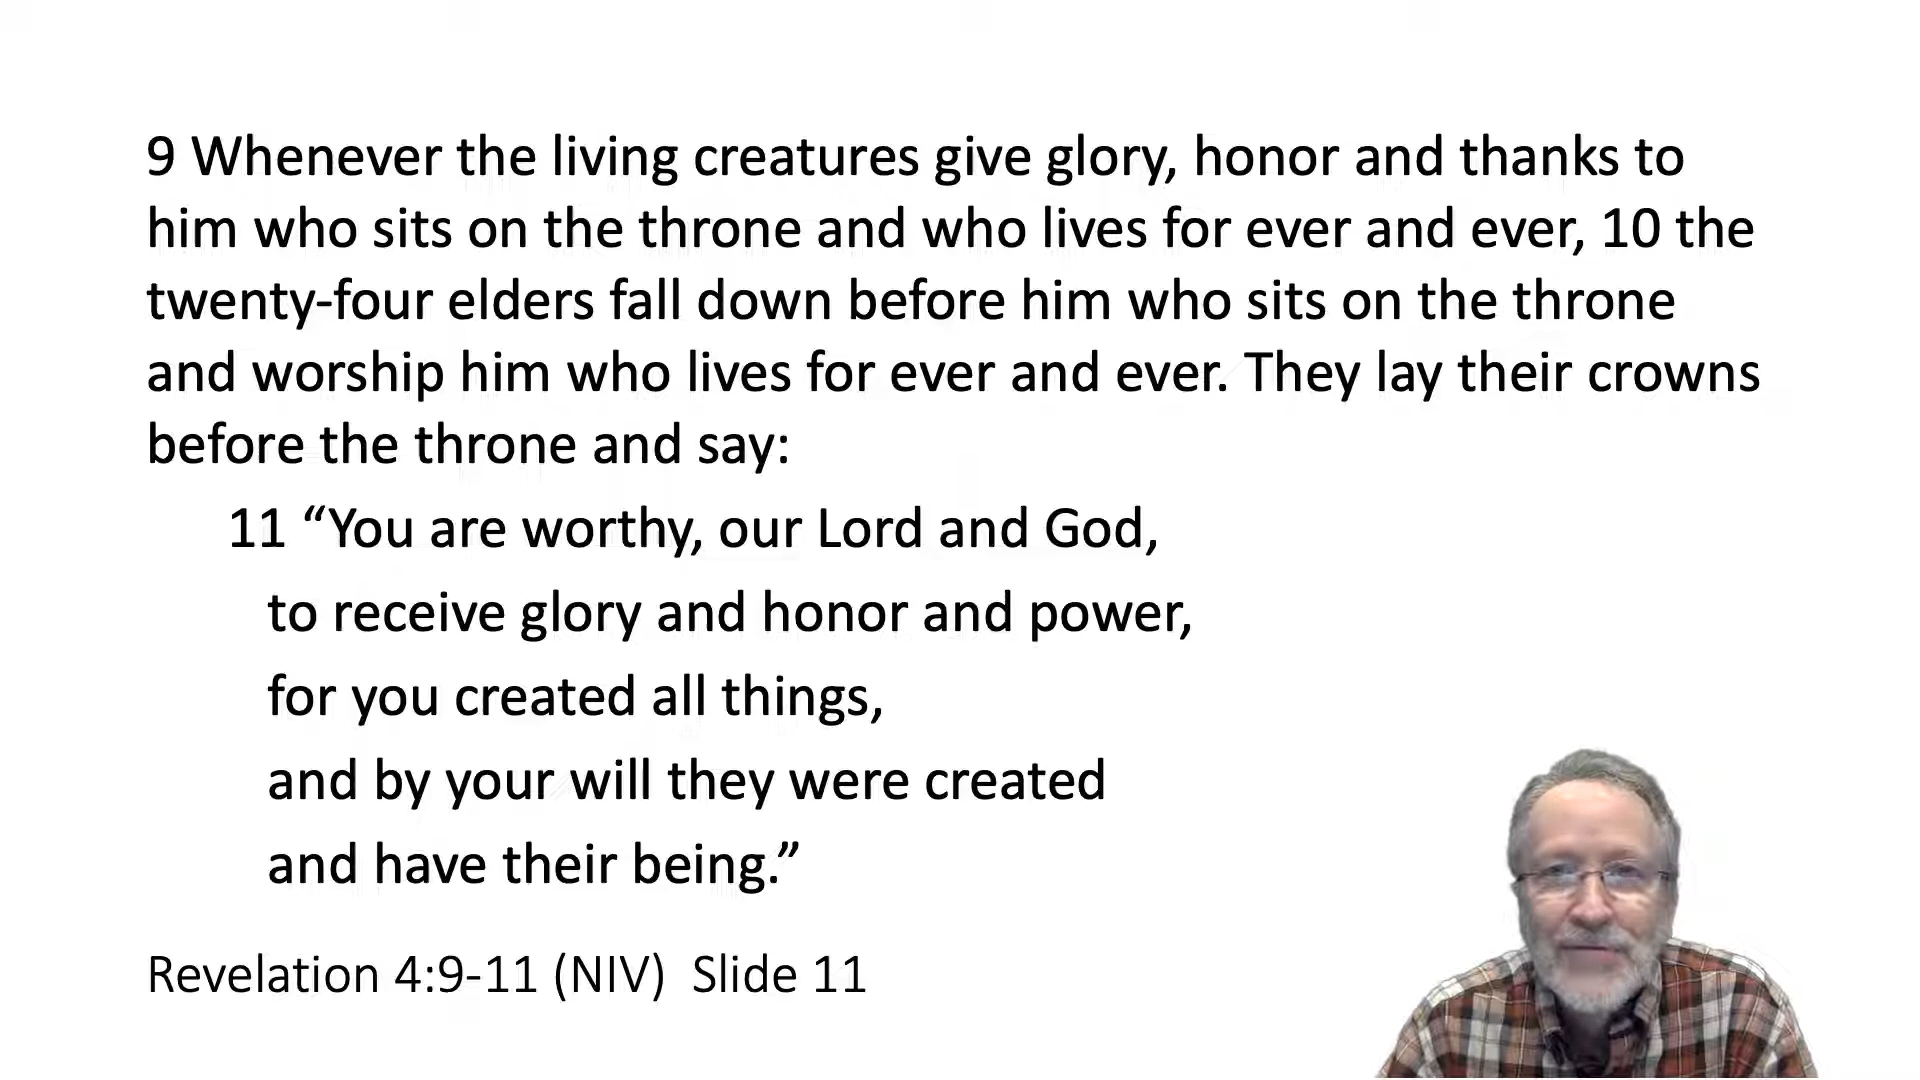 9 Whenever the living creatures give glory, honor and thanks to
him who sits on the throne and who lives for ever and ever, 10 the
twenty-four elders fall down before him who sits on the throne
and worship him who lives for ever and ever. They lay their crowns
before the throne and say:
11 “You are worthy, our Lord and God,
to receive glory and honor and power,
for you created all things,
and by your will they were created
and have their being.”
Revelation 4:9-11 (NIV)  Slide 11